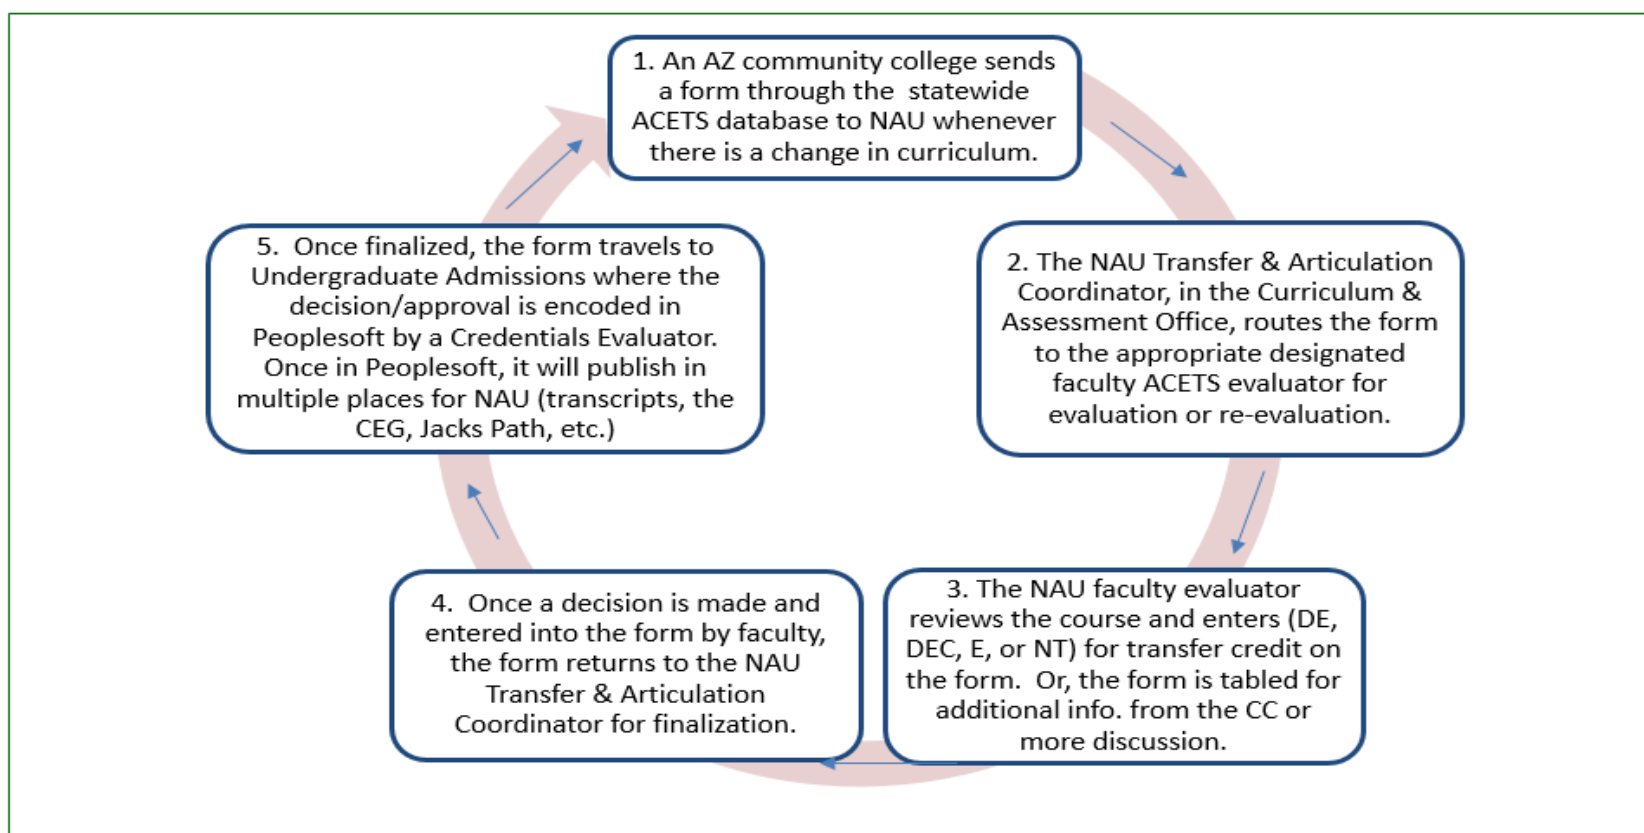 1. An AZ community college sends
a form through the  statewide
ACETS database to NAU whenever
there is a change in curriculum.
2. The NAU Transfer & Articulation
Coordinator, in the Curriculum &
Assessment Office, routes the form
to the appropriate designated
faculty ACETS evaluator for
evaluation or re-evaluation.
3. The NAU faculty evaluator
reviews the course and enters (DE,
DEC, E, or NT) for transfer credit on
the form.  Or, the form is tabled for
additional info. from the CC or
more discussion.
4.  Once a decision is made and
entered into the form by faculty,
the form returns to the NAU
Transfer & Articulation
Coordinator for finalization.
5.  Once finalized, the form travels to
Undergraduate Admissions where the
decision/approval is encoded in
Peoplesoft by a Credentials Evaluator.
Once in Peoplesoft, it will publish in
multiple places for NAU (transcripts, the
CEG, Jacks Path, etc.)